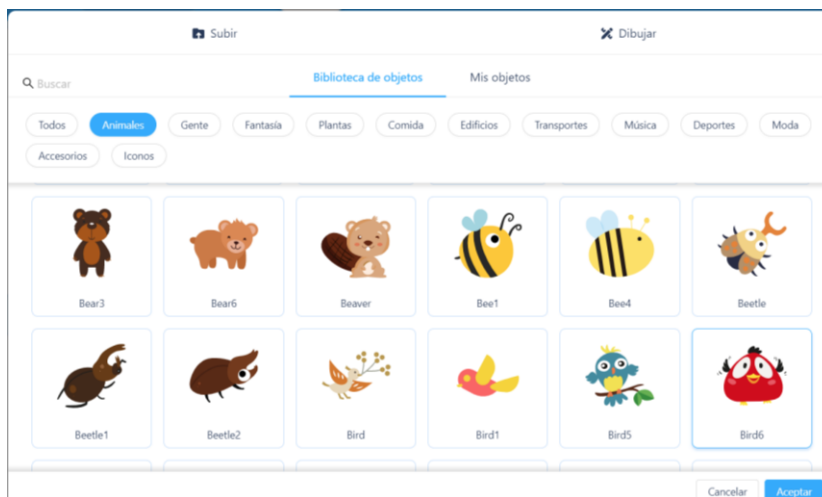 Subir
Dibujar
Buscar
Biblioteca de objetos
Mis objetos
Todos Animales Gente Fantasía Plantas Comida Edificios Transportes Música Deportes Moda
Accesorios Iconos
Bear3 Bear6 Beaver Bee1 Bee4 Beetle
Beetle1 Beetle2 Bird Bird1 Bird5 Bird6
Cancelar Aceptar